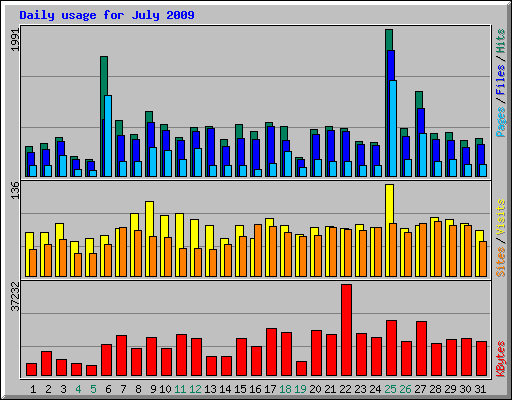 Daily usage for July 2009
1991
Pages / Files / Hits
136
Sites / Visits
37232
KBytes
1 2 3 4 5 6 7 8 9 10 11 12 13 14 15 16 17 18 19 20 21 22 23 24 25 26 27 28 29 30 31